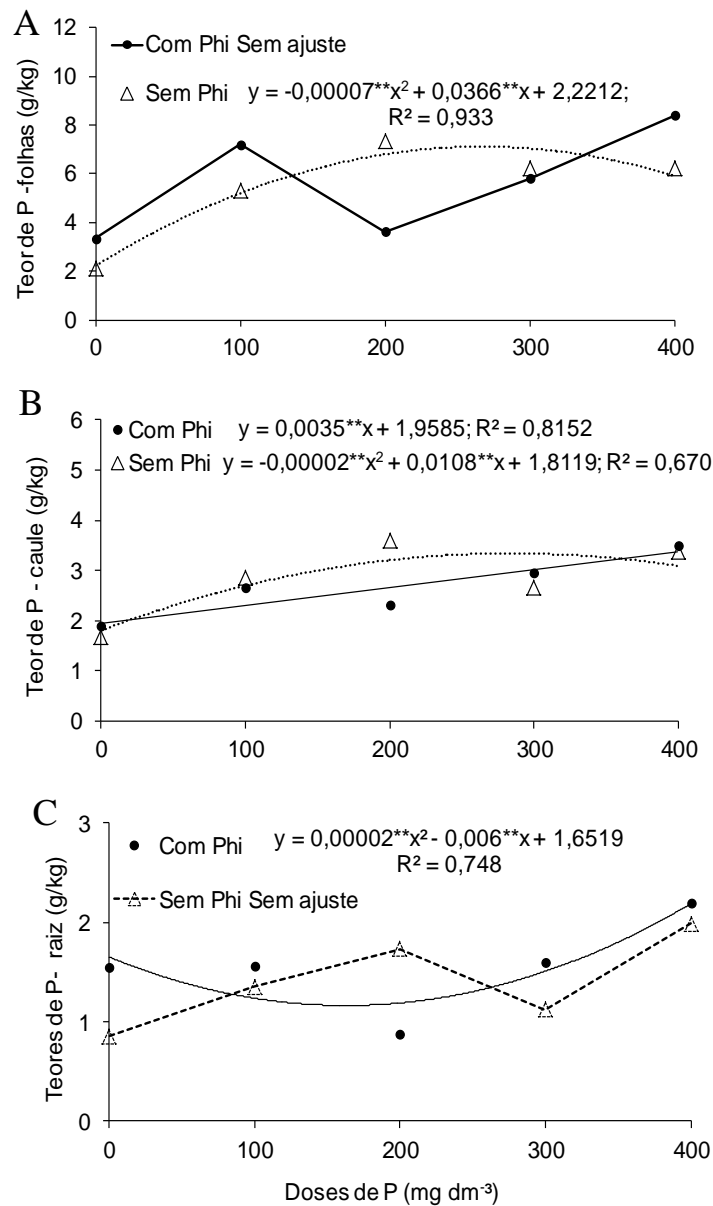 A
Com Phi Sem ajuste
Sem Phi y = -0,00007**x² + 0,0366**x + 2,2212;
R² = 0,933
Teor de P -folhas (g/kg)
12
10
8
6
4
2
0
0 100 200 300 400
B
Com Phi y = 0,0035**x + 1,9585; R² = 0,8152
Sem Phi y = -0,00002**x² + 0,0108**x + 1,8119; R² = 0,670
Teor de P - caule (g/kg)
6
5
4
3
2
1
0
0 100 200 300 400
C
Com Phi y = 0,00002**x² - 0,006**x + 1,6519
R² = 0,748
Sem Phi Sem ajuste
Teores de P - raiz (g/kg)
3
2
1
0
0 100 200 300 400
Doses de P (mg dm⁻³)